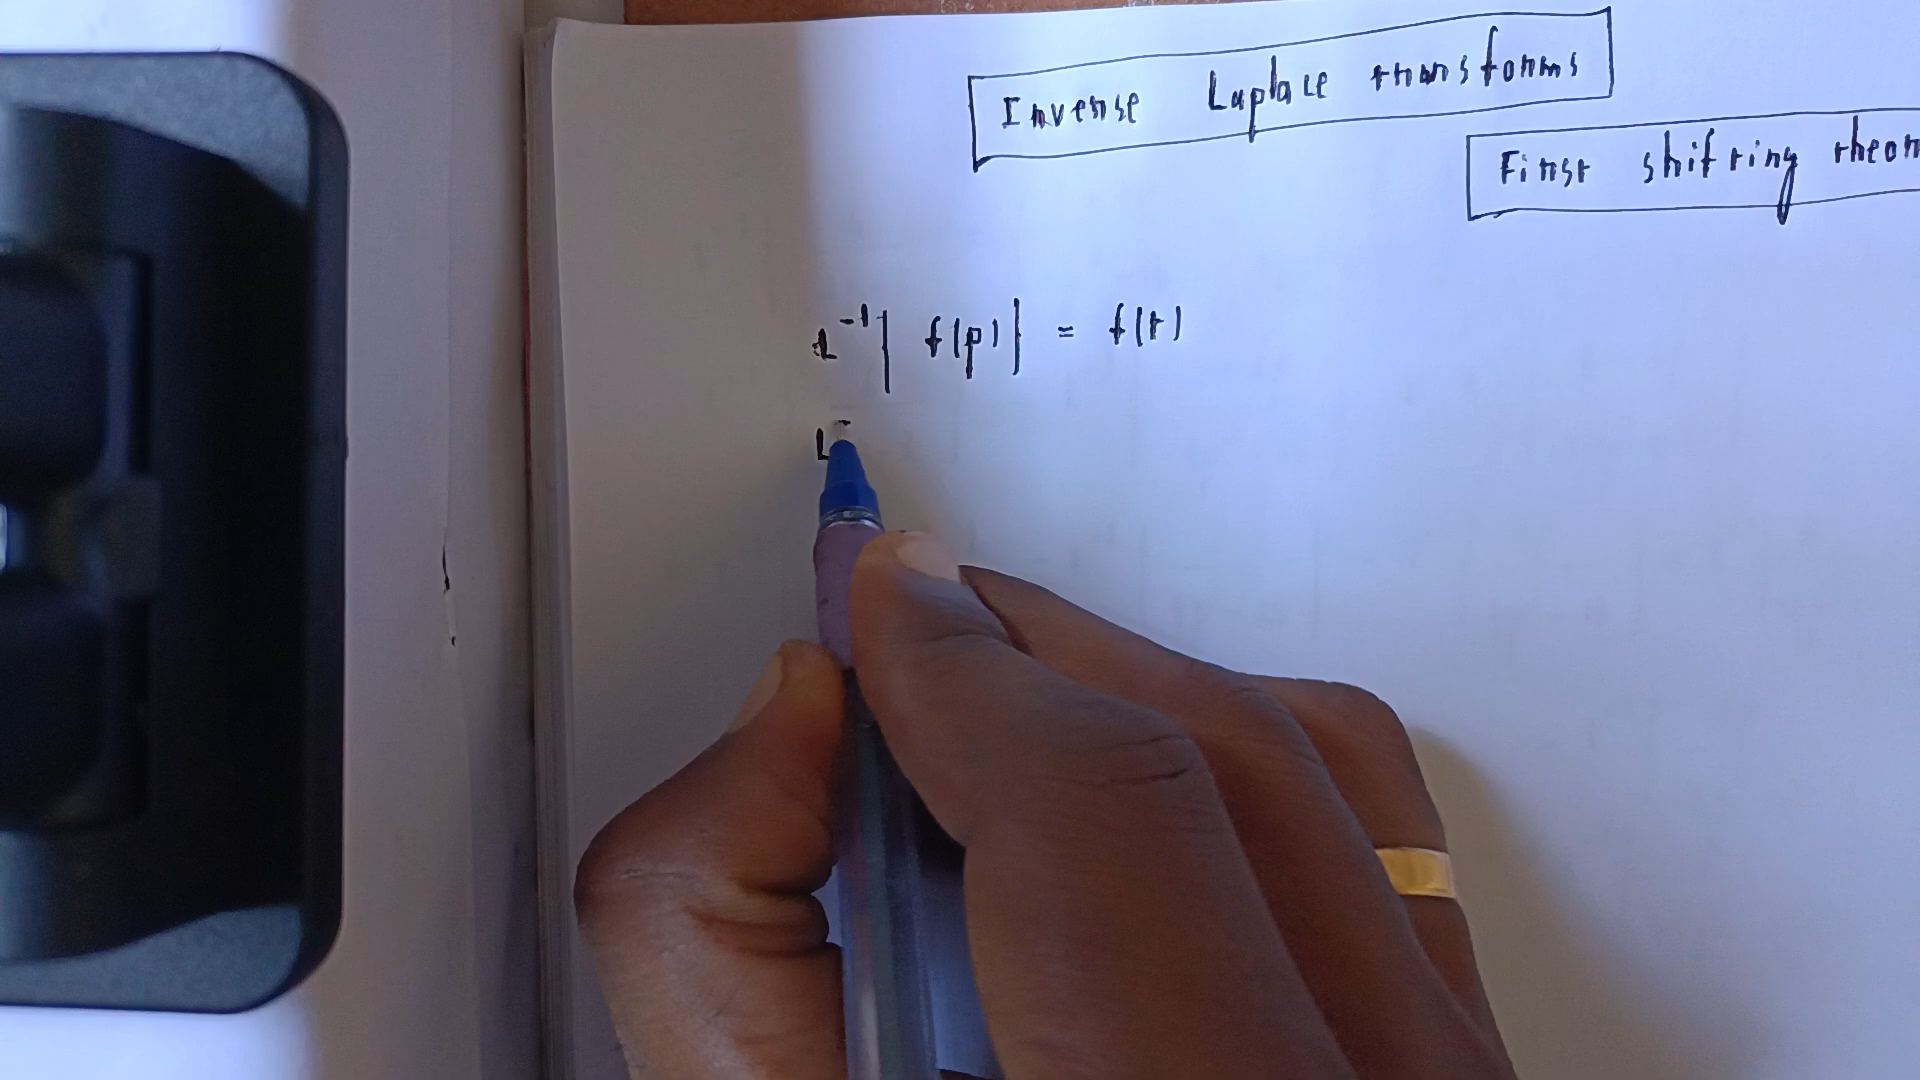 Inverse Laplace transforms
First shifting theor
L⁻¹{ f(p)} = f(t)
L⁻